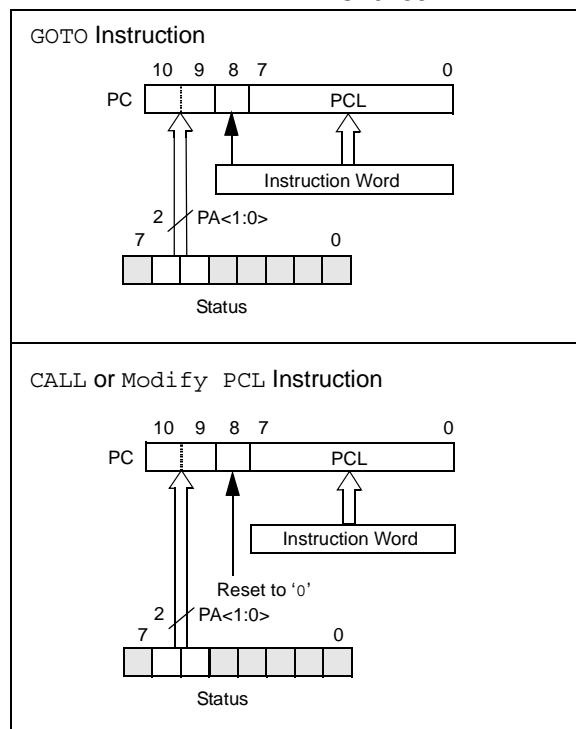 GOTO Instruction
10 9 8 7 0
PC PCL
Instruction Word
2 PA<1:0>
7 0
Status
CALL or Modify PCL Instruction
10 9 8 7 0
PC PCL
Instruction Word
Reset to ‘0’
2 PA<1:0>
7 0
Status